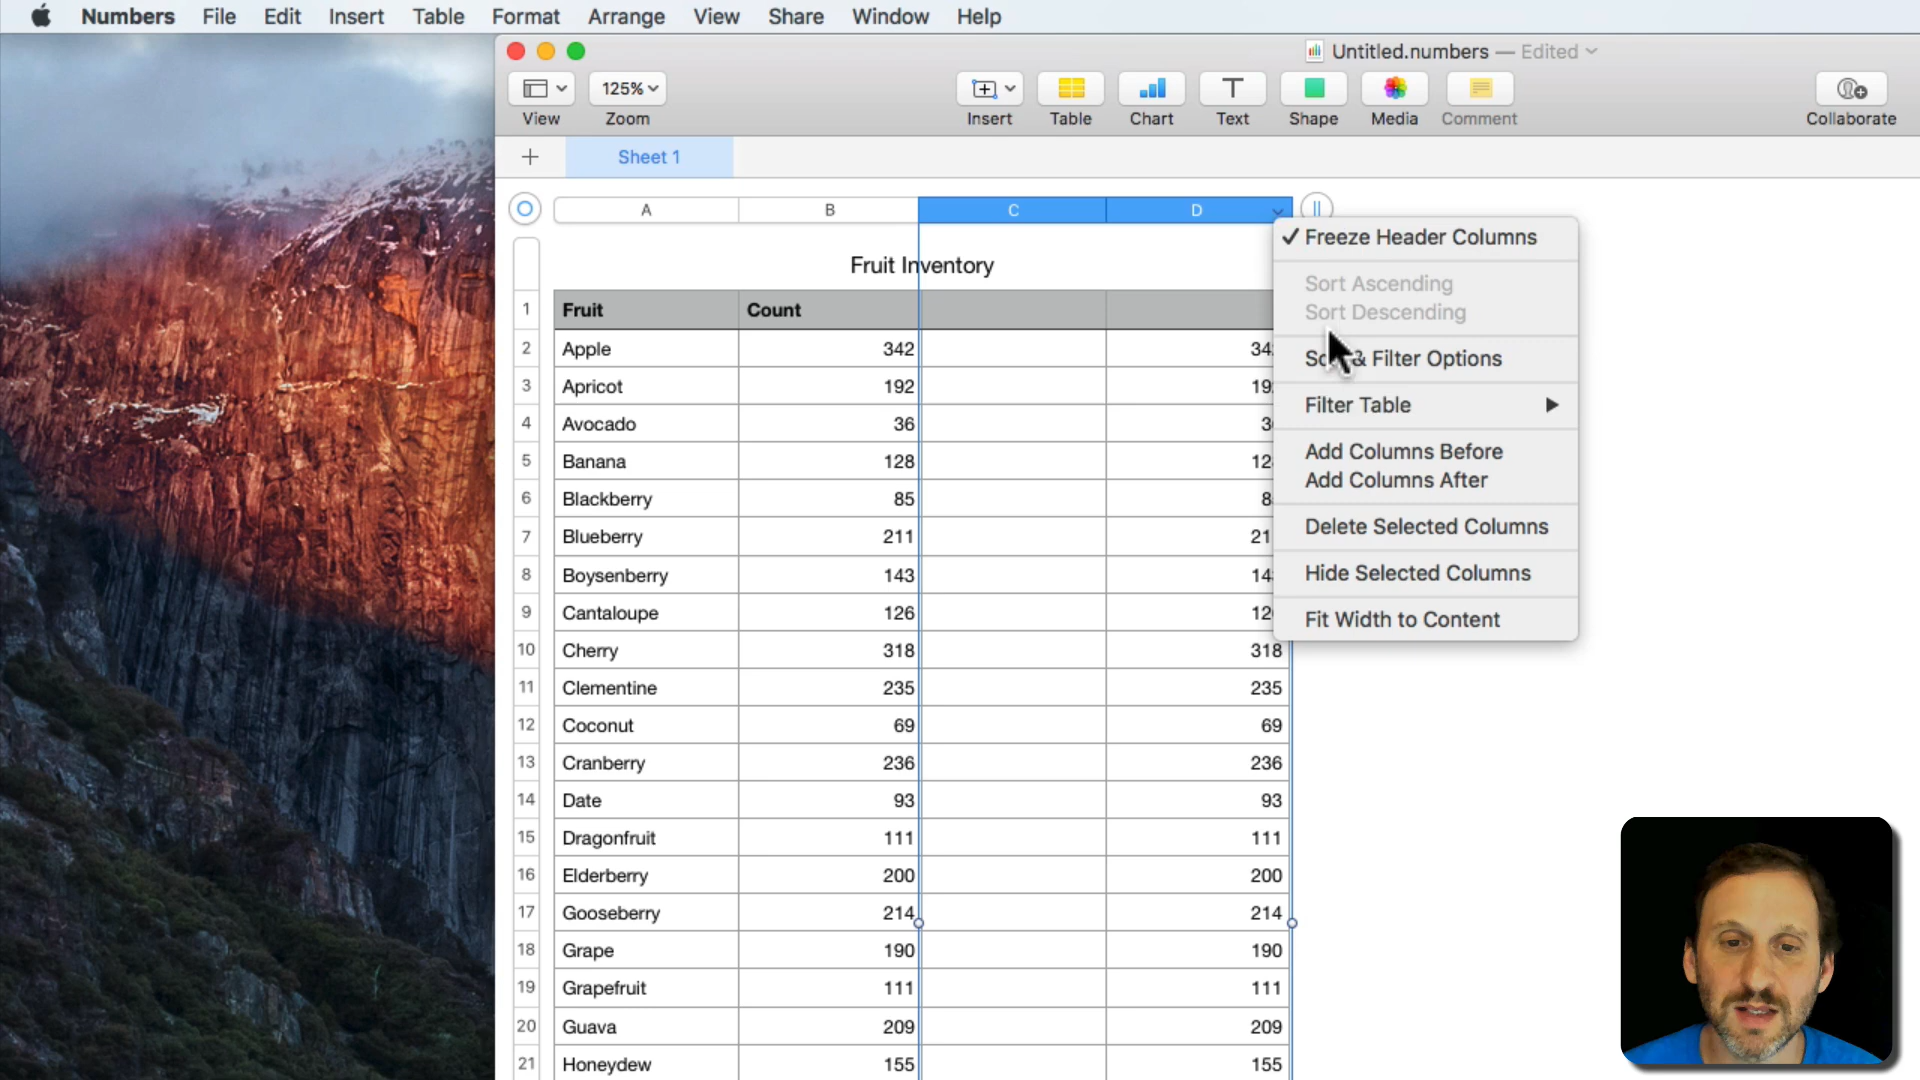 Numbers File Edit Insert Table Format Arrange View Share Window Help
Untitled.numbers — Edited
125%
View Zoom Insert Table Chart Text Shape Media Comment Collaborate
Sheet 1
A B C D
Fruit Inventory
1 Fruit Count
2 Apple 342
3 Apricot 192
4 Avocado 36
5 Banana 128
6 Blackberry 85
7 Blueberry 211
8 Boysenberry 143
9 Cantaloupe 126
10 Cherry 318 318
11 Clementine 235 235
12 Coconut 69 69
13 Cranberry 236 236
14 Date 93 93
15 Dragonfruit 111 111
16 Elderberry 200 200
17 Gooseberry 214 214
18 Grape 190 190
19 Grapefruit 111 111
20 Guava 209 209
21 Honeydew 155 155
✓ Freeze Header Columns
Sort Ascending
Sort Descending
& Filter Options
Filter Table
Add Columns Before
Add Columns After
Delete Selected Columns
Hide Selected Columns
Fit Width to Content